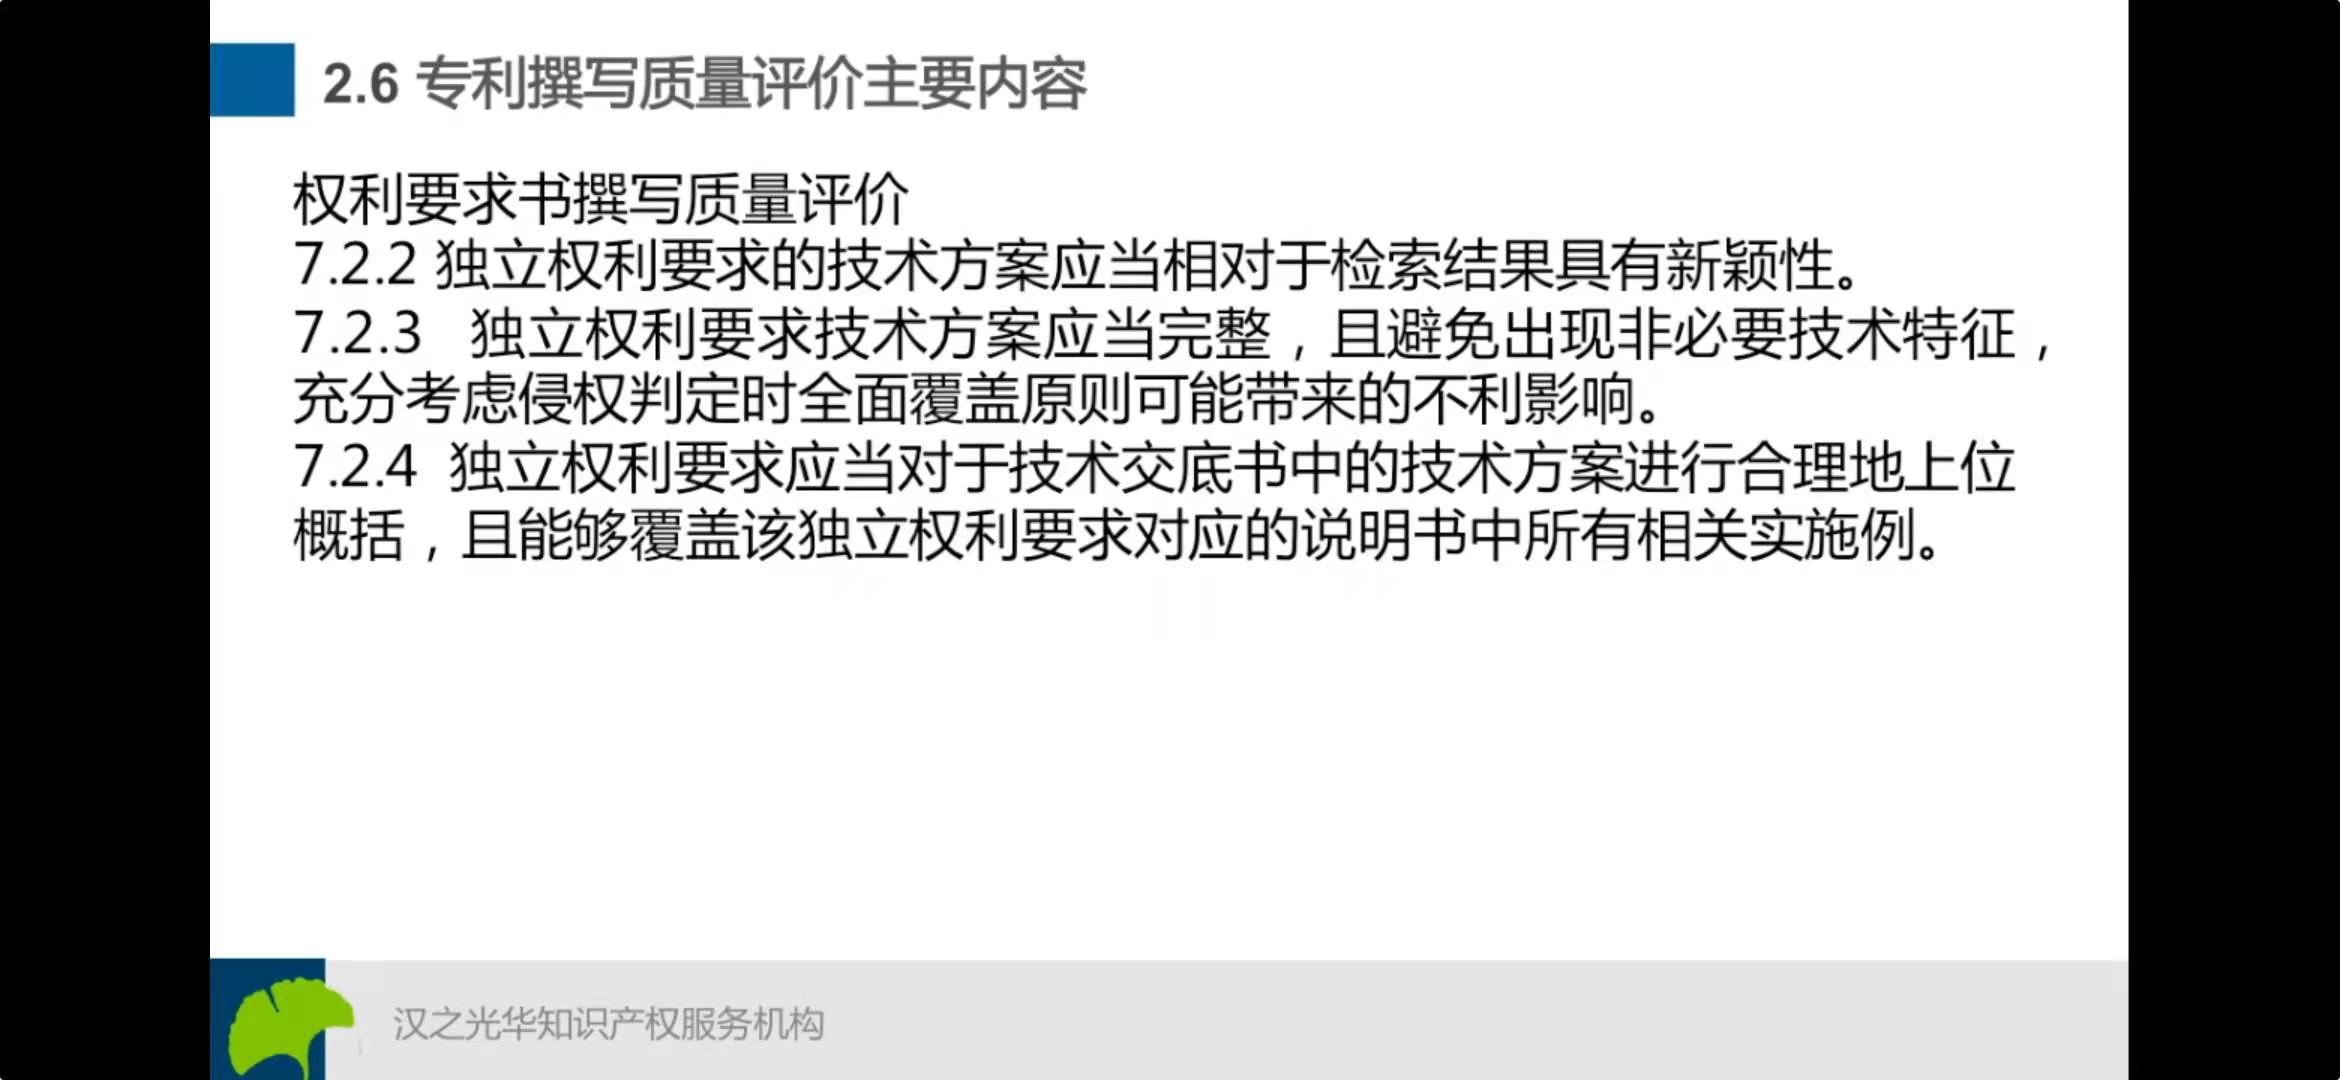 2.6 专利撰写质量评价主要内容
权利要求书撰写质量评价
7.2.2 独立权利要求的技术方案应当相对于检索结果具有新颖性。
7.2.3 独立权利要求技术方案应当完整，且避免出现非必要技术特征，
充分考虑侵权判定时全面覆盖原则可能带来的不利影响。
7.2.4 独立权利要求应当对于技术交底书中的技术方案进行合理地上位
概括，且能够覆盖该独立权利要求对应的说明书中所有相关实施例。
汉之光华知识产权服务机构